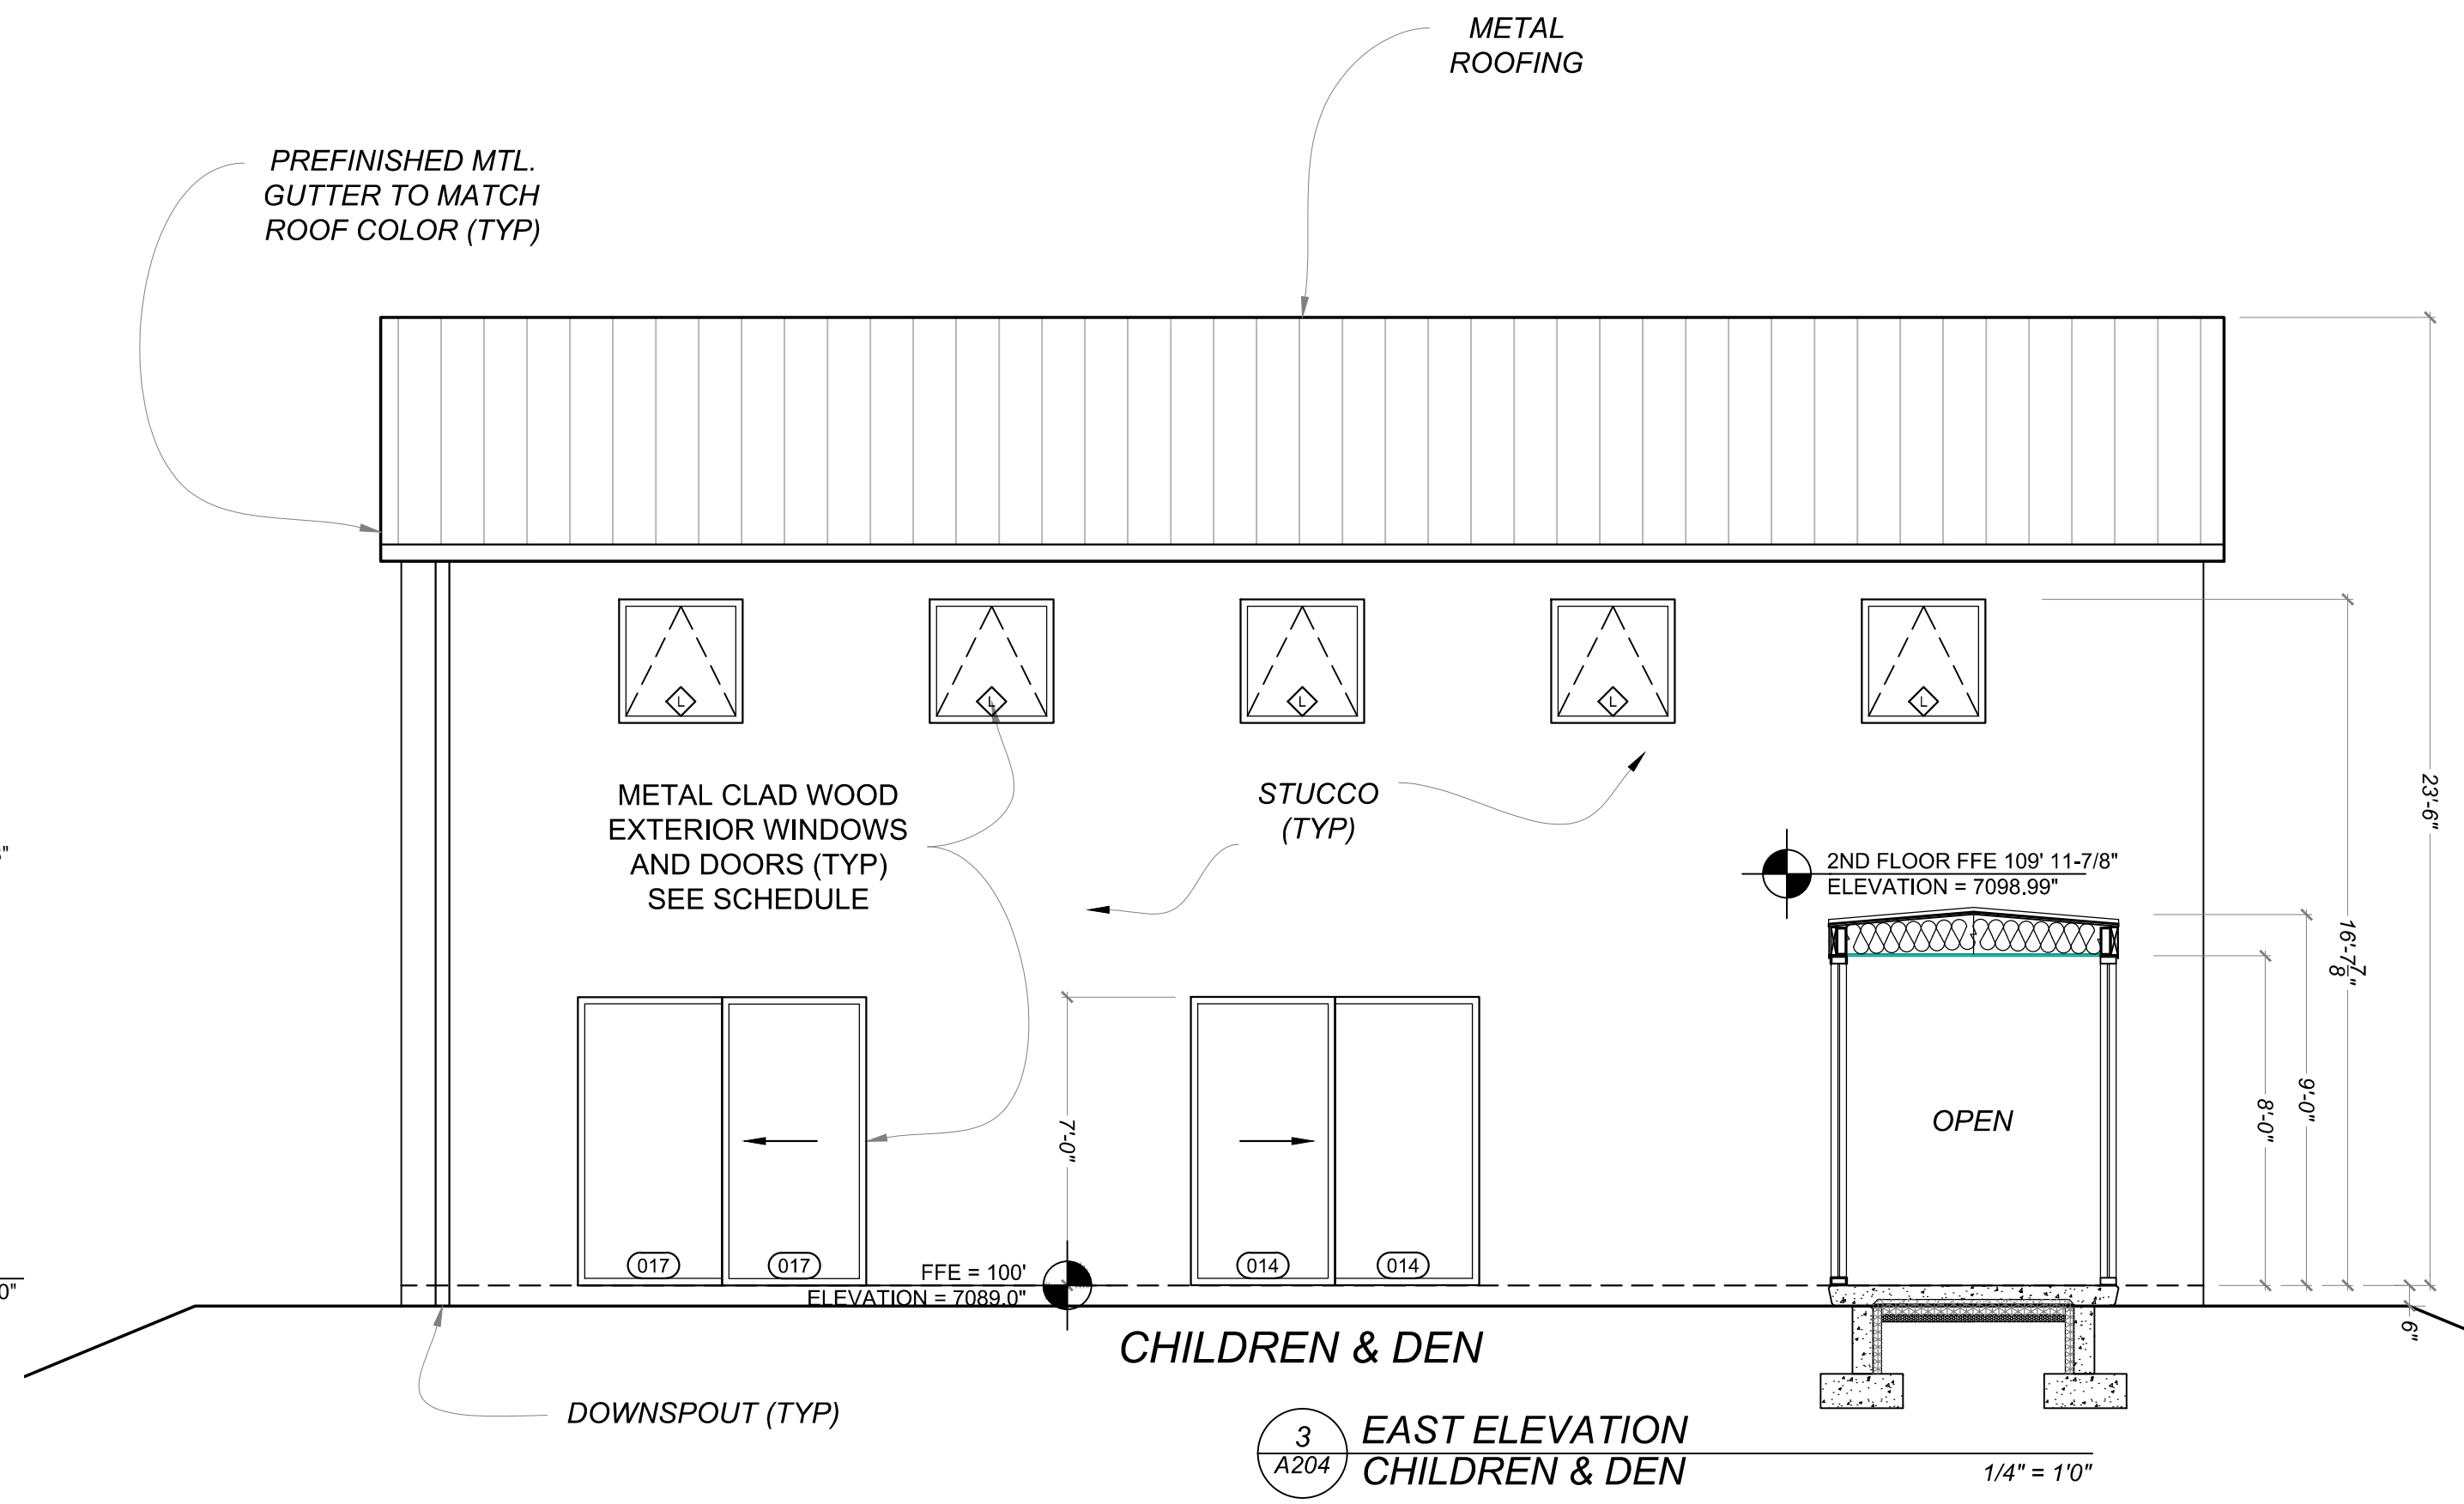 METAL
ROOFING
PREFINISHED MTL.
GUTTER TO MATCH
ROOF COLOR (TYP)
L
L
L
L
L
METAL CLAD WOOD
EXTERIOR WINDOWS
AND DOORS (TYP)
SEE SCHEDULE
STUCCO
(TYP)
2ND FLOOR FFE 109' 11-7/8"
ELEVATION = 7098.99"
23'-6"
16'-7 7/8"
9'-0"
8'-0"
7'-0"
OPEN
017
017
014
014
FFE = 100'
ELEVATION = 7089.0"
0"
6"
CHILDREN & DEN
DOWNSPOUT (TYP)
3
A204
EAST ELEVATION
CHILDREN & DEN
1/4" = 1'0"